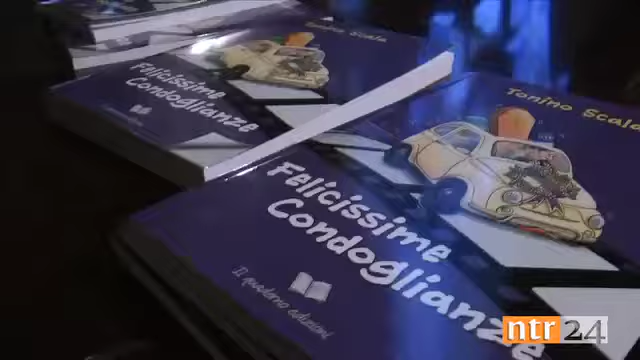 Tonino Scala
Felicissime
Condoglianze
Tonino Scala
Felicissime
Condoglianze
Il quaderno edizioni
ntr24